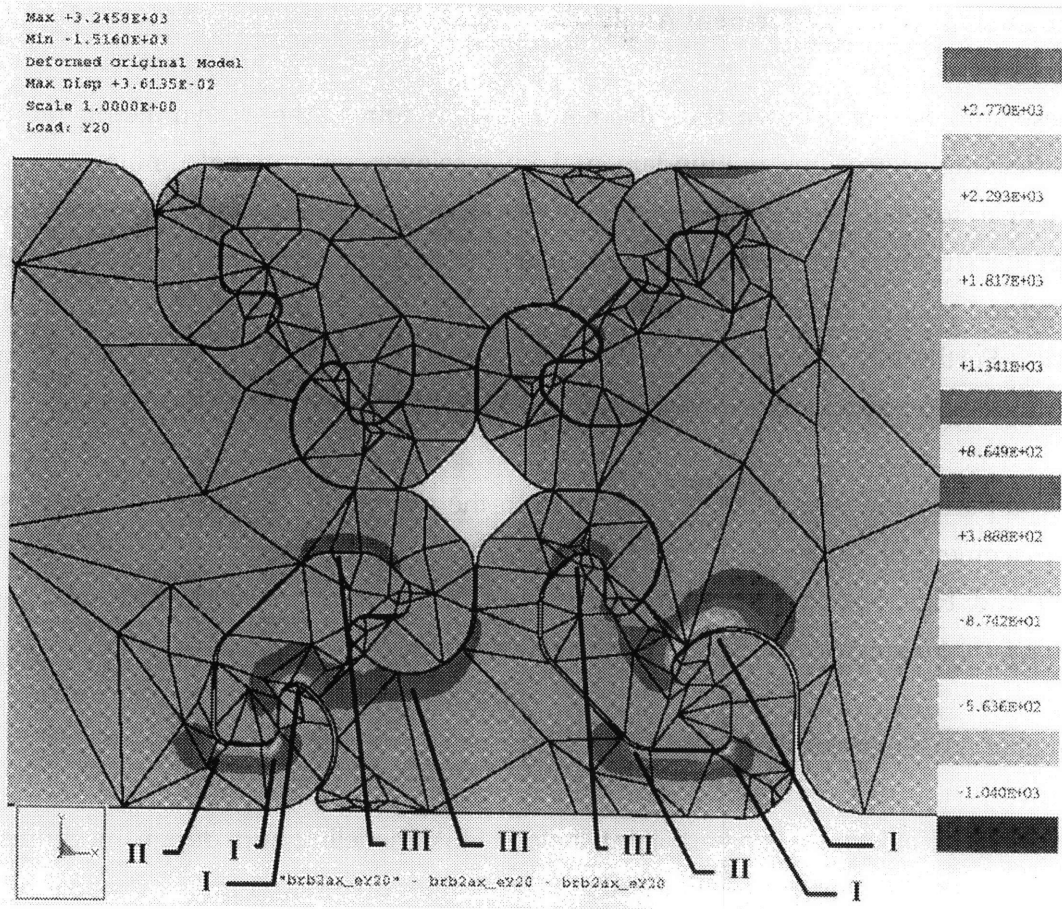 Max +3.2458E+03
Min -1.5160E+03
Deformed Original Model
Max Disp +3.6135E-02
Scale 1.0000E+00
Load: Y20
+2.770E+03
+2.293E+03
+1.817E+03
+1.341E+03
+8.649E+02
+3.888E+02
-8.742E+01
-5.636E+02
-1.040E+03
Y
X
II
I
III
III
III
I
II
I
I
"brb2ax_eY20" - brb2ax_eY20 - brb2ax_eY20